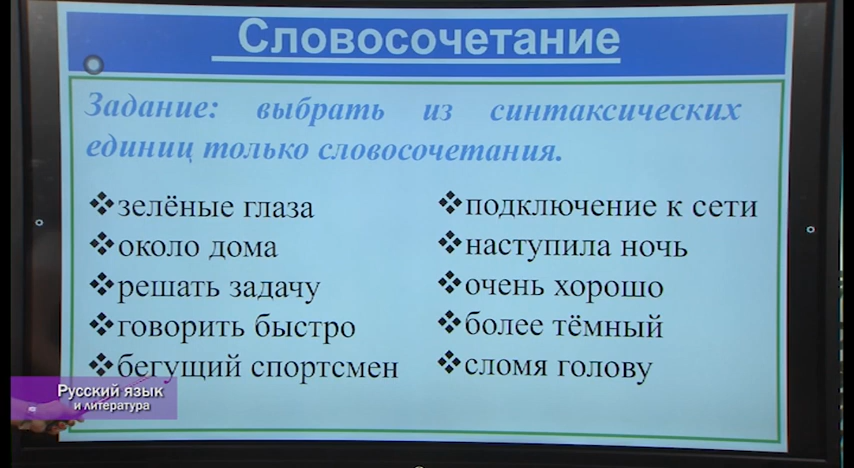 Словосочетание
Задание: выбрать из синтаксических
единиц только словосочетания.
❖зелёные глаза
❖около дома
❖решать задачу
❖говорить быстро
❖бегущий спортсмен
❖подключение к сети
❖наступила ночь
❖очень хорошо
❖более тёмный
❖сломя голову
Русский язык
и литература